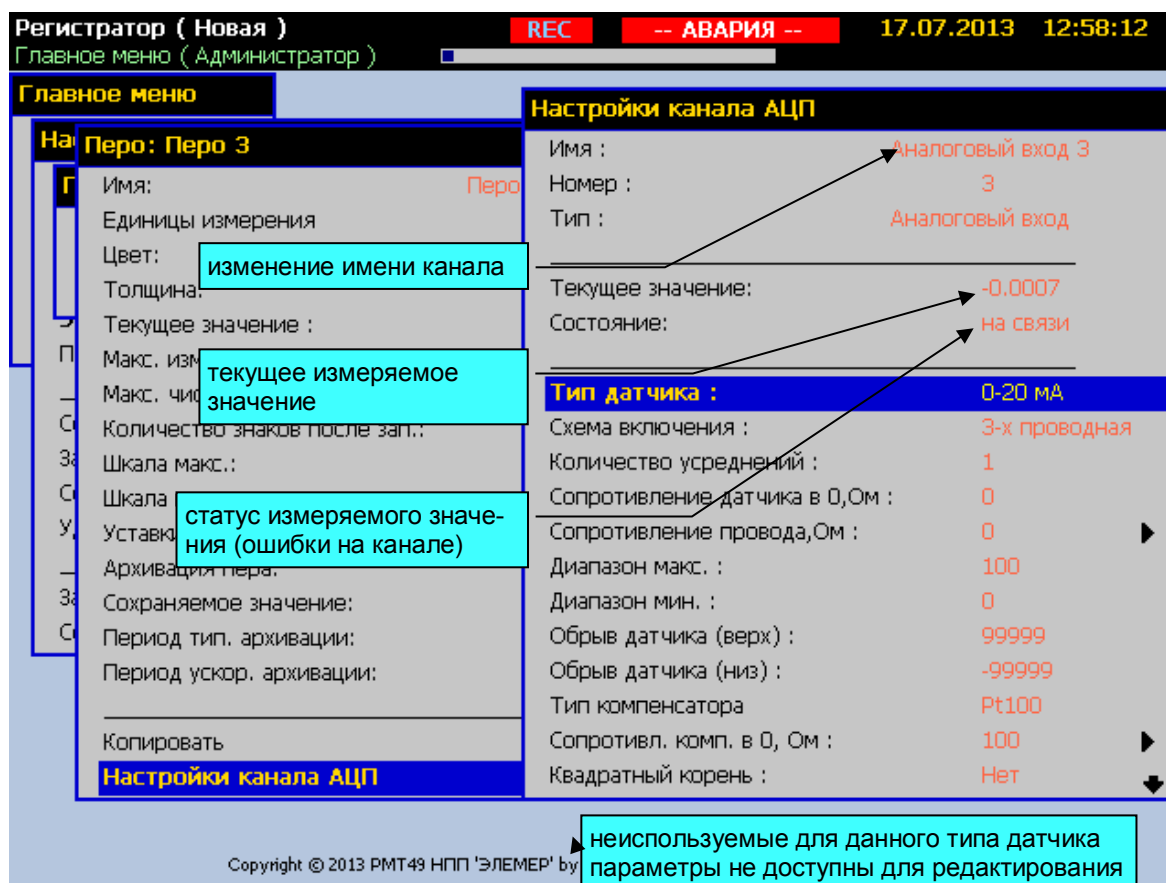 Регистратор ( Новая ) REC -- АВАРИЯ -- 17.07.2013 12:58:12
Главное меню ( Администратор )
Главное меню
Перо: Перо 3
Имя: Перо
Единицы измерения
Цвет:
Толщина:
Текущее значение :
Макс. изм
Макс. чис
Количество знаков после зап.:
Шкала макс.:
Шкала
Уставки
Архивация пера:
Сохраняемое значение:
Период тип. архивации:
Период ускор. архивации:
Копировать
Настройки канала АЦП
Настройки канала АЦП
Имя : Аналоговый вход 3
Номер : 3
Тип : Аналоговый вход
Текущее значение: -0.0007
Состояние: на связи
Тип датчика : 0-20 мА
Схема включения : 3-х проводная
Количество усреднений : 1
Сопротивление датчика в 0,Ом : 0
Сопротивление провода,Ом : 0
Диапазон макс. : 100
Диапазон мин. : 0
Обрыв датчика (верх) : 99999
Обрыв датчика (низ) : -99999
Тип компенсатора Pt100
Сопротивл. комп. в 0, Ом : 100
Квадратный корень : Нет
изменение имени канала
текущее измеряемое
значение
статус измеряемого значе-
ния (ошибки на канале)
неиспользуемые для данного типа датчика
параметры не доступны для редактирования
Copyright © 2013 РМТ49 НПП 'ЭЛЕМЕР' by